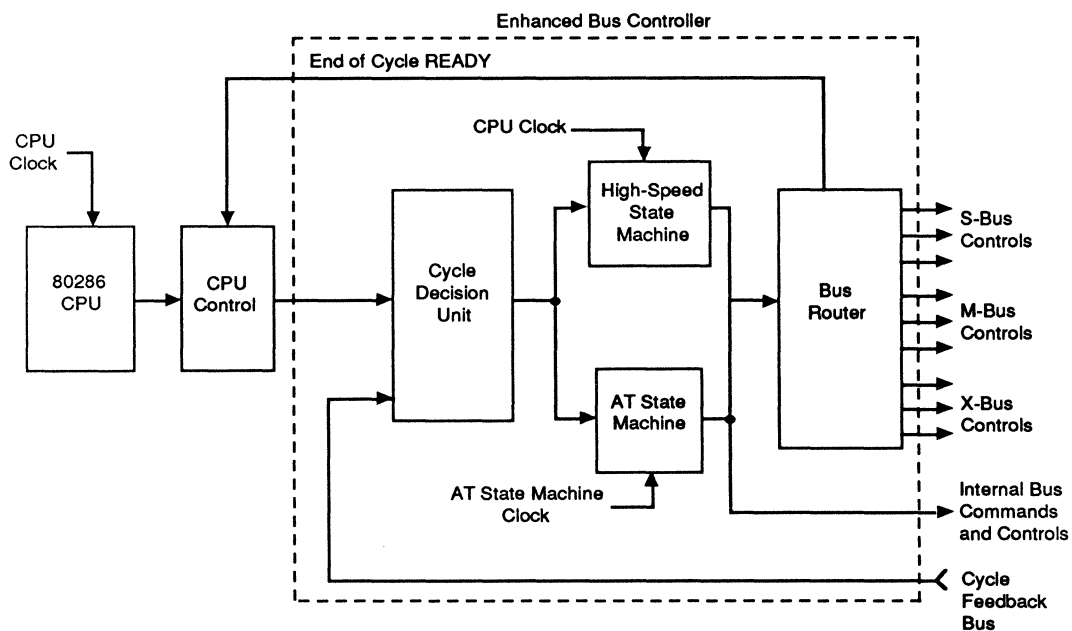 Enhanced Bus Controller
End of Cycle READY
CPU
Clock
CPU Clock
80286
CPU
CPU
Control
Cycle
Decision
Unit
High-Speed
State
Machine
AT State
Machine
AT State Machine
Clock
Bus
Router
S-Bus
Controls
M-Bus
Controls
X-Bus
Controls
Internal Bus
Commands
and Controls
Cycle
Feedback
Bus